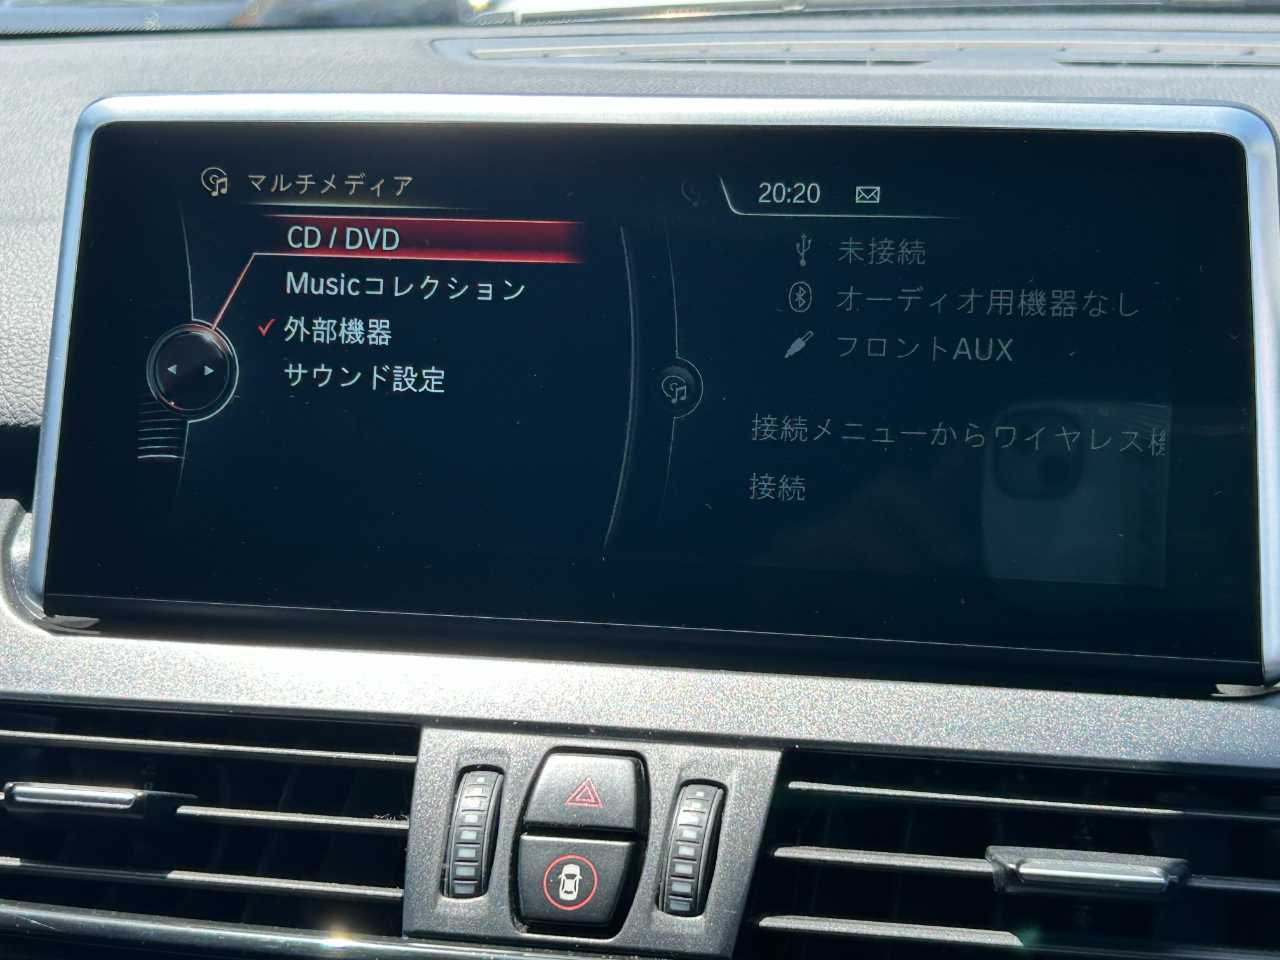 マルチメディア
CD / DVD
Musicコレクション
外部機器
サウンド設定
20:20
未接続
オーディオ用機器なし
フロントAUX
接続メニューからワイヤレス
接続